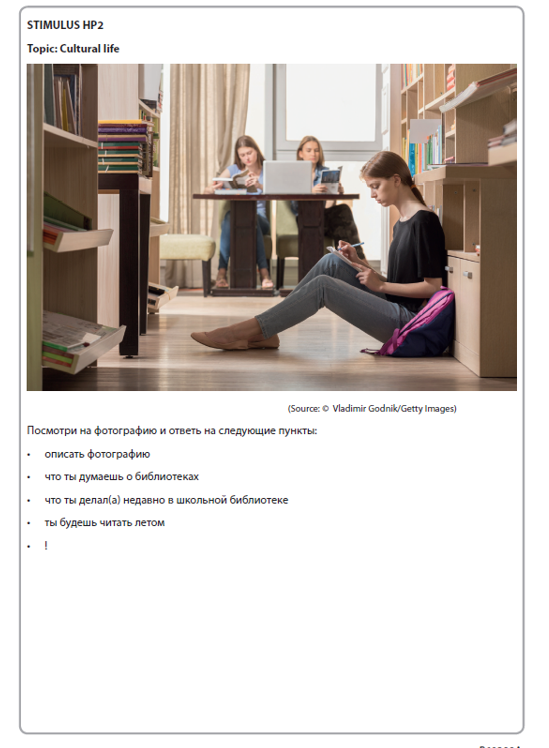 STIMULUS HP2
Topic: Cultural life
(Source: © Vladimir Godnik/Getty Images)
Посмотри на фотографию и ответь на следующие пункты:
• описать фотографию
• что ты думаешь о библиотеках
• что ты делал(а) недавно в школьной библиотеке
• ты будешь читать летом
• !